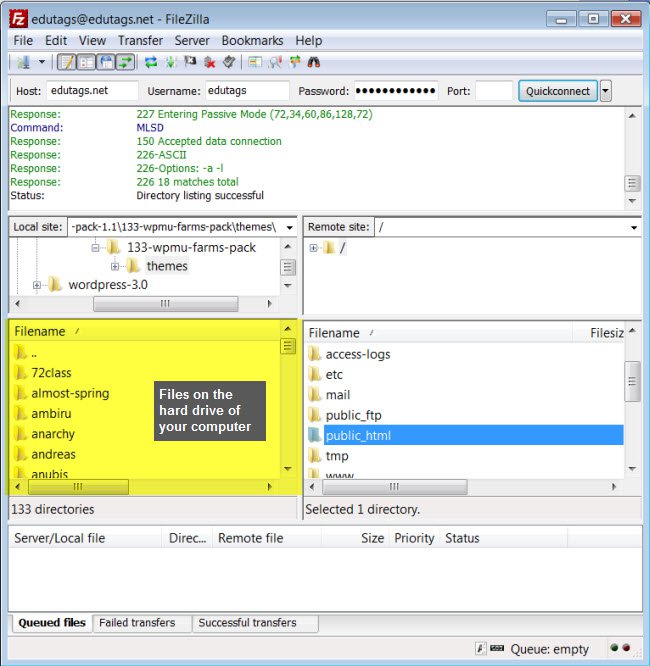 edutags@edutags.net - FileZilla
File Edit View Transfer Server Bookmarks Help
Host: edutags.net Username: edutags Password: ●●●●●●●●●●●● Port: Quickconnect
Response: 227 Entering Passive Mode (72,34,60,86,128,72)
Command: MLSD
Response: 150 Accepted data connection
Response: 226-ASCII
Response: 226-Options: -a -l
Response: 226 18 matches total
Status: Directory listing successful
Local site: -pack-1.1\133-wpmu-farms-pack\themes\
133-wpmu-farms-pack
themes
wordpress-3.0
Remote site: /
/
Filename /
..
72class
almost-spring
ambiru
anarchy
andreas
anubis
Files on the
hard drive of
your computer
133 directories
Filename / Filesiz
access-logs
etc
mail
public_ftp
public_html
tmp
www
Selected 1 directory.
Server/Local file Direc... Remote file Size Priority Status
Queued files Failed transfers Successful transfers
Queue: empty